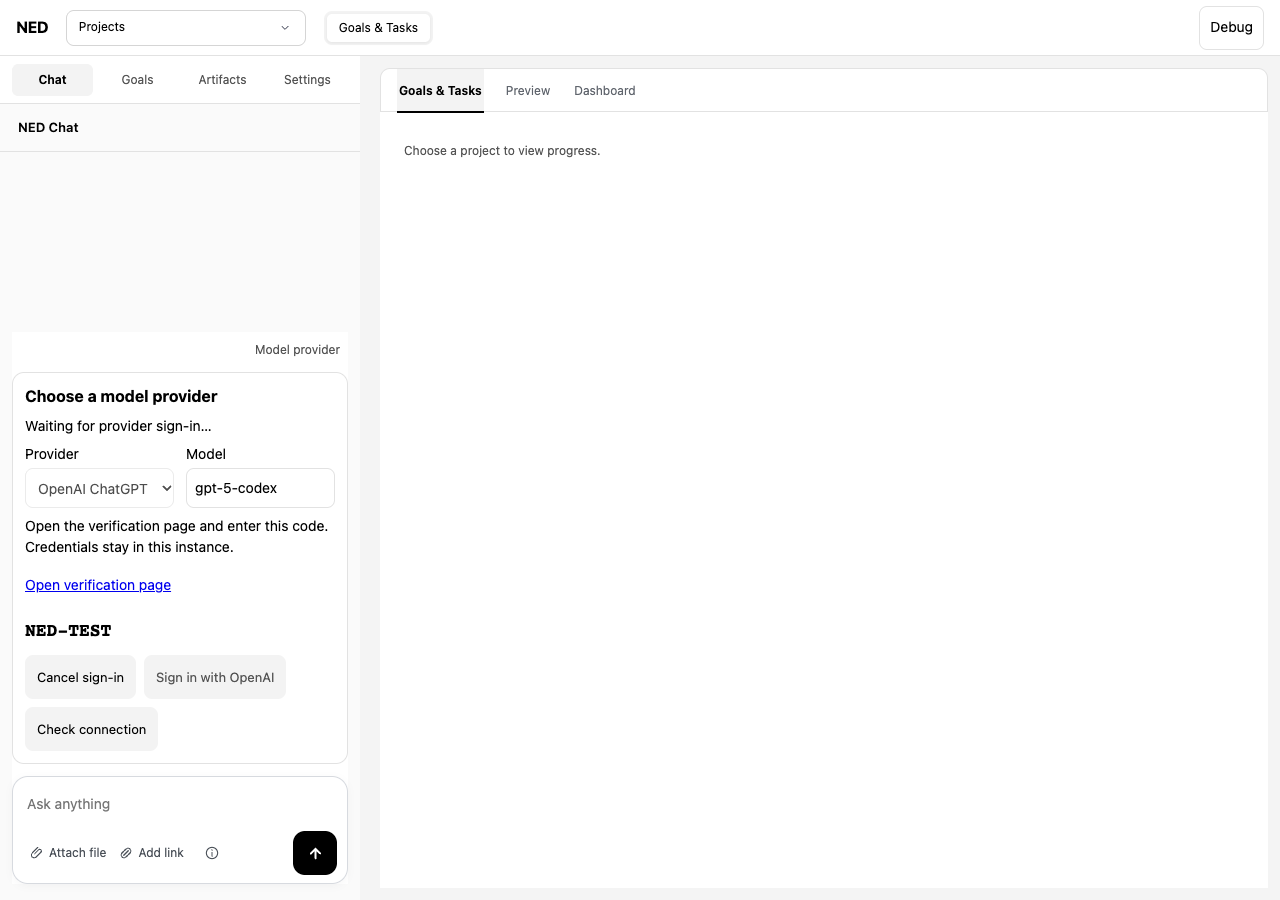 NED
Projects
Goals & Tasks
Debug
Chat
Goals
Artifacts
Settings
NED Chat
Model provider
Choose a model provider
Waiting for provider sign-in...
Provider
Model
OpenAI ChatGPT
gpt-5-codex
Open the verification page and enter this code.
Credentials stay in this instance.
Open verification page
NED-TEST
Cancel sign-in
Sign in with OpenAI
Check connection
Ask anything
Attach file
Add link
Goals & Tasks
Preview
Dashboard
Choose a project to view progress.